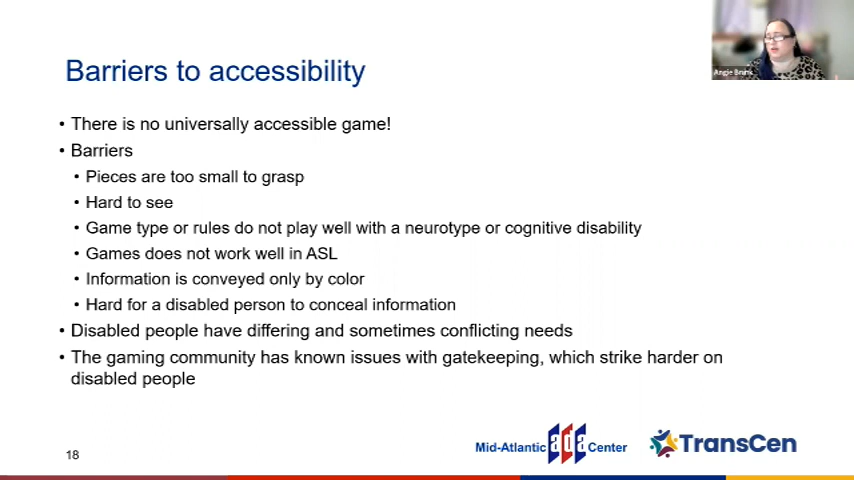 Barriers to accessibility
• There is no universally accessible game!
• Barriers
• Pieces are too small to grasp
• Hard to see
• Game type or rules do not play well with a neurotype or cognitive disability
• Games does not work well in ASL
• Information is conveyed only by color
• Hard for a disabled person to conceal information
• Disabled people have differing and sometimes conflicting needs
• The gaming community has known issues with gatekeeping, which strike harder on
disabled people
18
Mid-Atlantic ada Center
TransCen
Angie